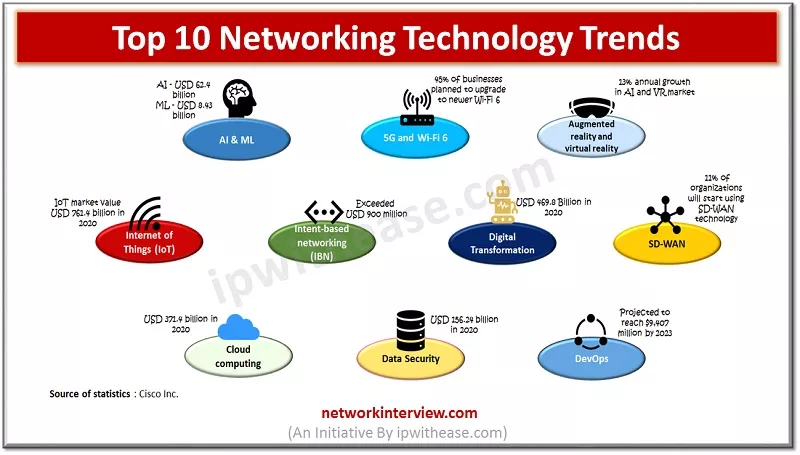 Top 10 Networking Technology Trends
AI - USD 62.4
billion
ML - USD 8.43
billion
AI & ML
45% of businesses
planned to upgrade
to newer Wi-Fi 6
5G and Wi-Fi 6
13% annual growth
in AI and VR market
Augmented
reality and
virtual reality
IoT market value
USD 761.4 billion in
2020
Internet of
Things (IoT)
Exceeded
USD 900 million
Intent-based
networking
(IBN)
USD 469.8 Billion in
2020
Digital
Transformation
21% of
organizations
will start using
SD-WAN
technology
SD-WAN
ipwithease.com
USD 371.4 billion in
2020
Cloud
computing
USD 156.24 billion
in 2020
Data Security
Projected to
reach $9,407
million by 2023
DevOps
Source of statistics : Cisco Inc.
networkinterview.com
(An Initiative By ipwithease.com)